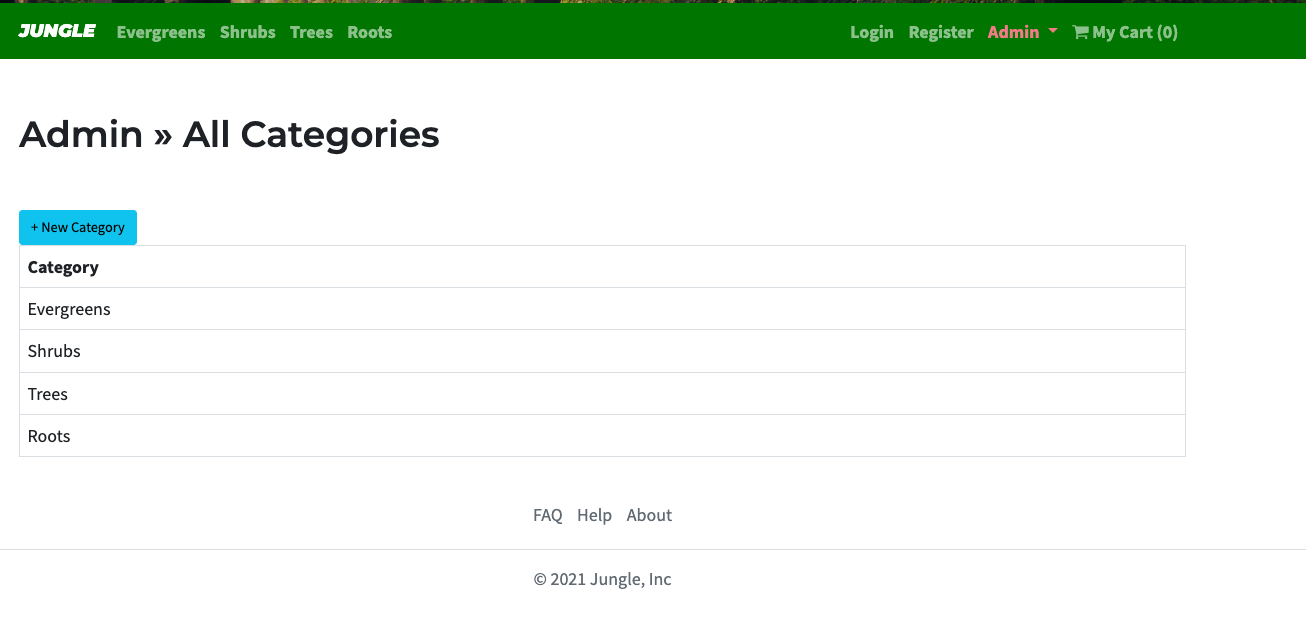 JUNGLE Evergreens Shrubs Trees Roots Login Register Admin My Cart (0)
Admin » All Categories
+ New Category
Category
Evergreens
Shrubs
Trees
Roots
FAQ Help About
© 2021 Jungle, Inc